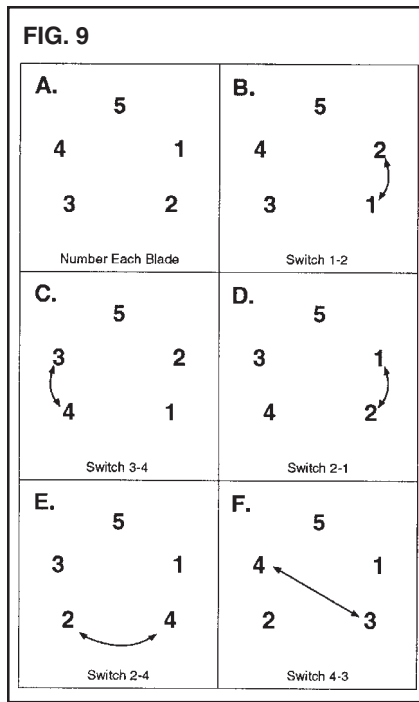 FIG. 9
A.
5
4 1
3 2
Number Each Blade
B.
5
4 2
3 1
Switch 1-2
C.
5
3 2
4 1
Switch 3-4
D.
5
3 1
4 2
Switch 2-1
E.
5
3 1
2 4
Switch 2-4
F.
5
4 1
2 3
Switch 4-3